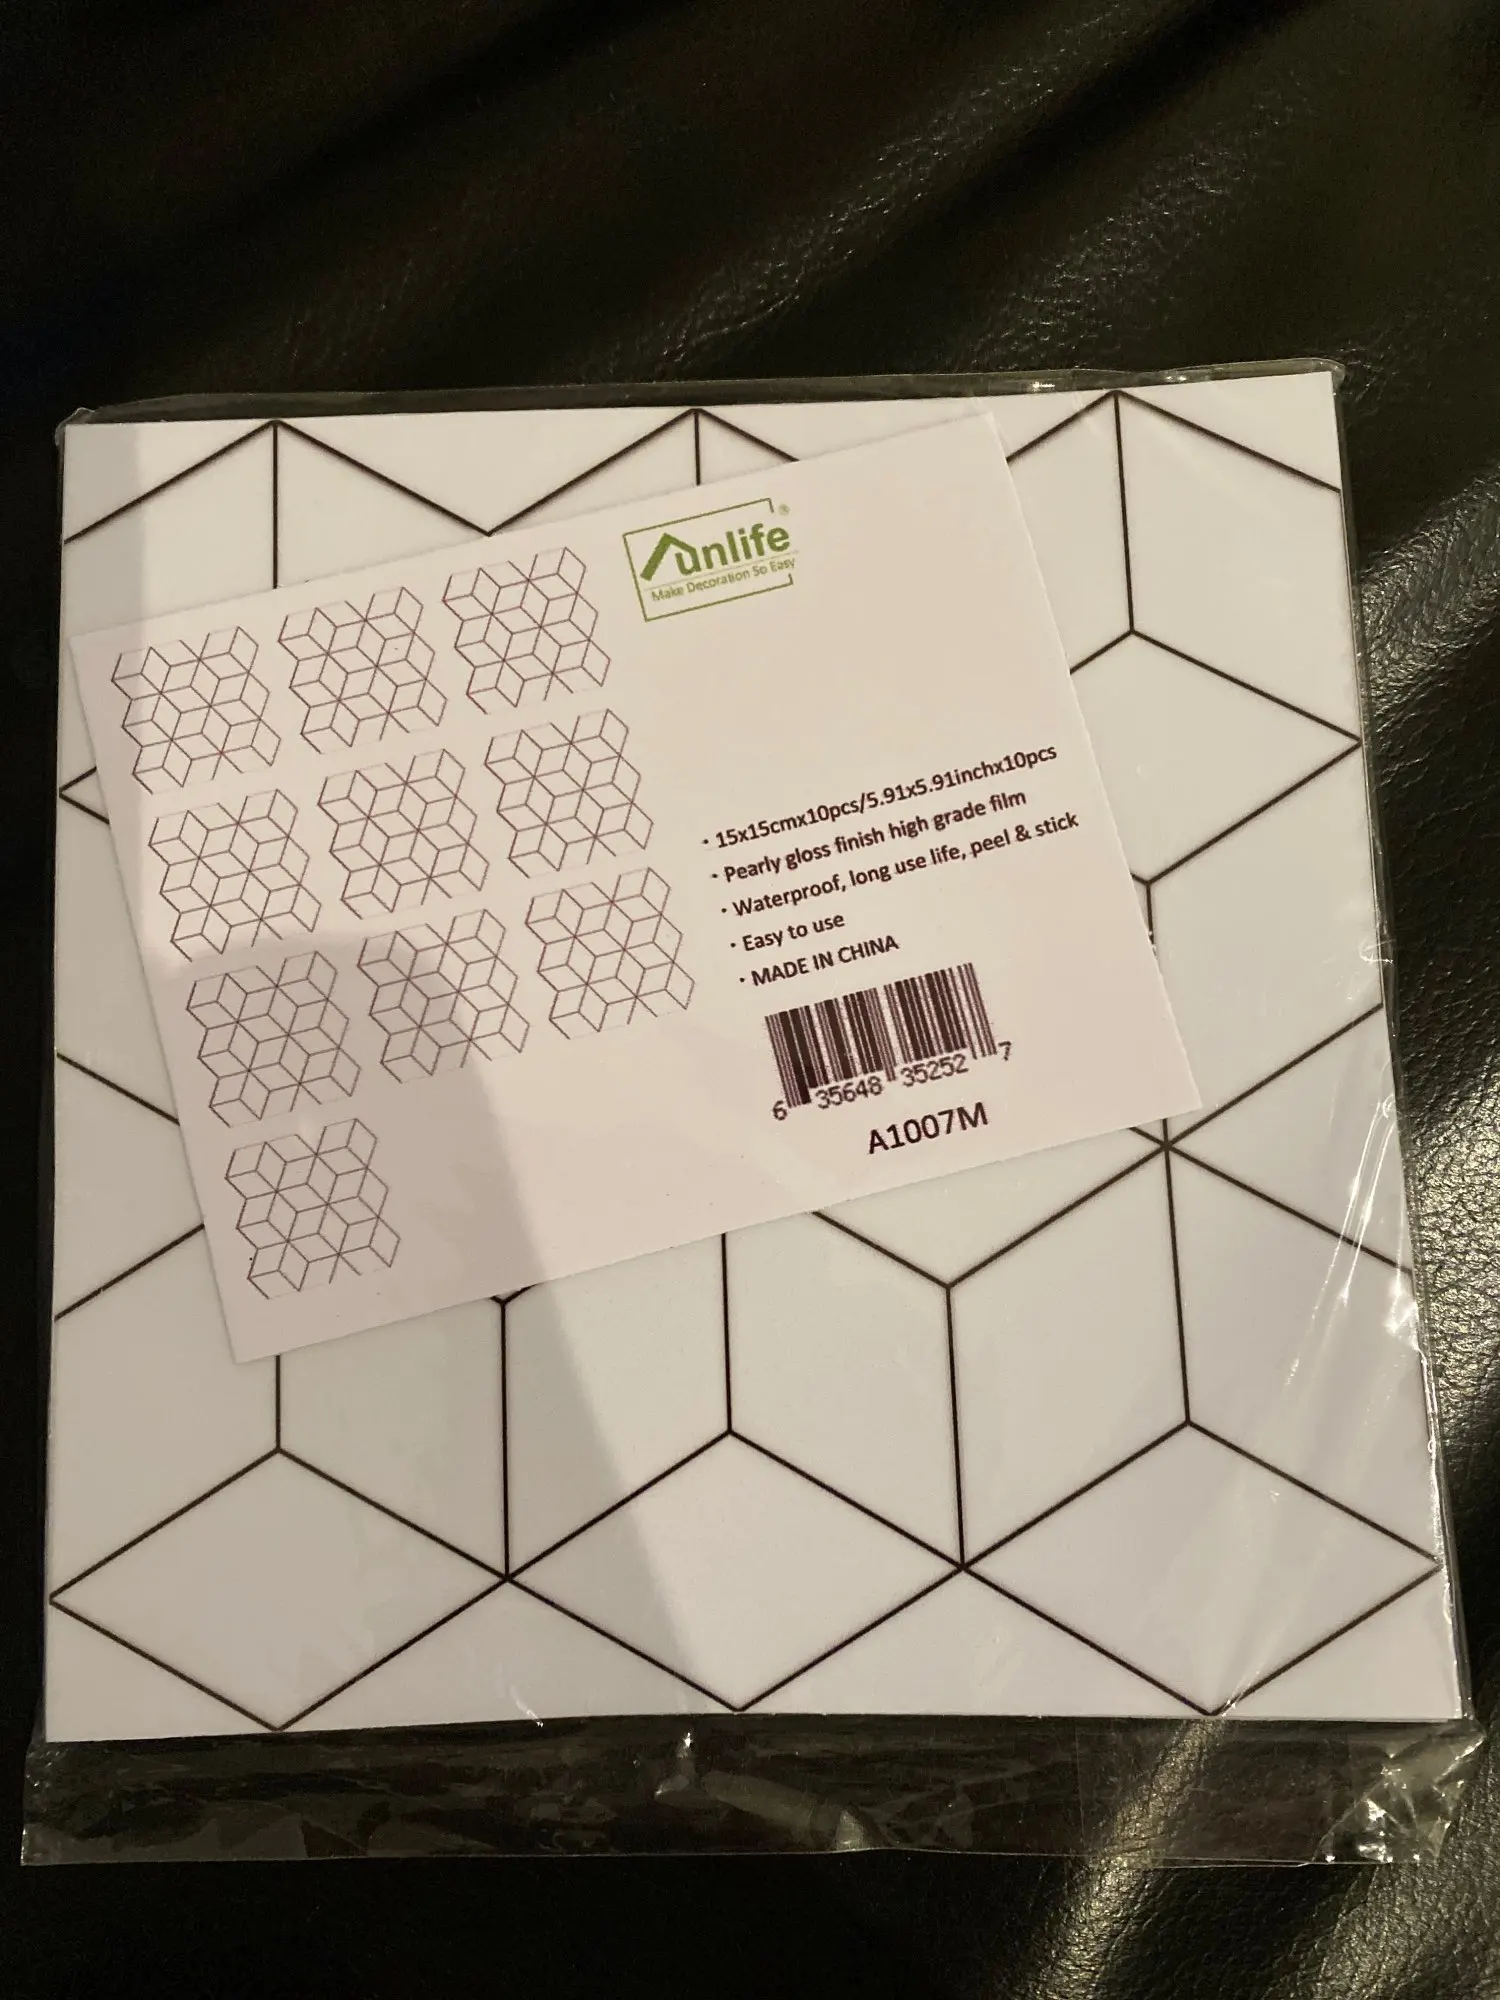 unlife®
Make Decoration So Easy
· 15x15cmx10pcs/5.91x5.91inchx10pcs
· Pearly gloss finish high grade film
· Waterproof, long use life, peel & stick
· Easy to use
· MADE IN CHINA
6 35648 35252 7
A1007M